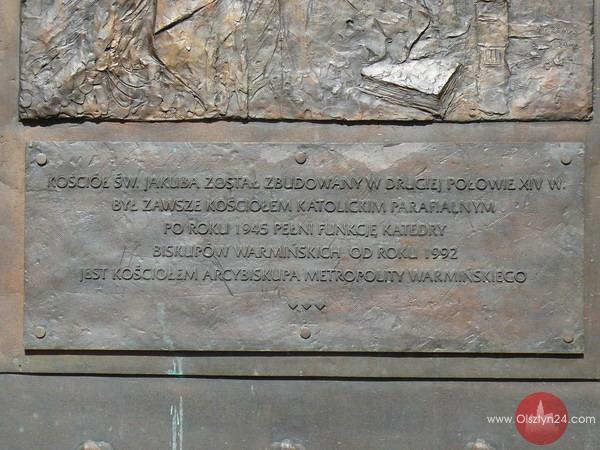 KOŚCIÓŁ ŚW. JAKUBA ZOSTAŁ ZBUDOWANY W DRUGIEJ POŁOWIE XIV W.
BYŁ ZAWSZE KOŚCIOŁEM KATOLICKIM PARAFIALNYM
PO ROKU 1945 PEŁNI FUNKCJĘ KATEDRY
BISKUPÓW WARMIŃSKICH OD ROKU 1992
JEST KOŚCIOŁEM ARCYBISKUPA METROPOLITY WARMIŃSKIEGO
www.Olsztyn24.com